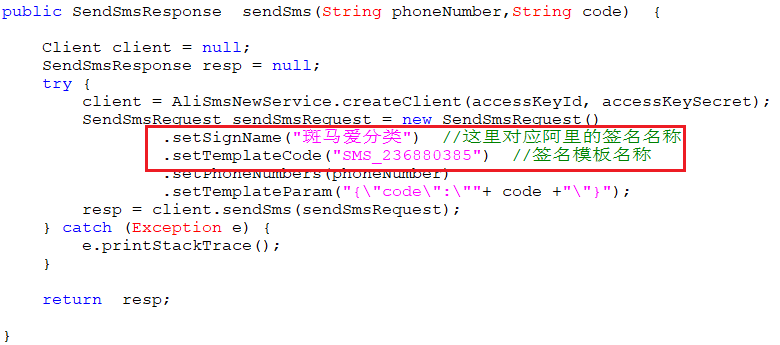 public SendSmsResponse  sendSms(String phoneNumber,String code)  {
    Client client = null;
    SendSmsResponse resp = null;
    try {
        client = AliSmsNewService.createClient(accessKeyId, accessKeySecret);
        SendSmsRequest sendSmsRequest = new SendSmsRequest()
                .setSignName("斑马爱分类")  //这里对应阿里的签名名称
                .setTemplateCode("SMS_236880385")  //签名模板名称
                .setPhoneNumbers(phoneNumber)
                .setTemplateParam("{\"code\":\""+ code +"\"}");
        resp = client.sendSms(sendSmsRequest);
    } catch (Exception e) {
        e.printStackTrace();
    }
    return  resp;
}